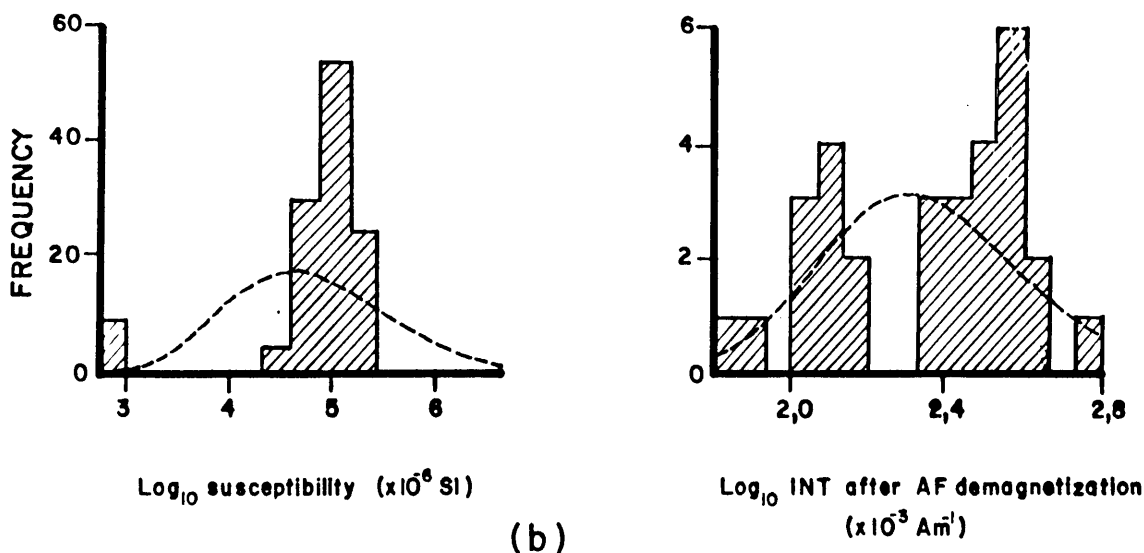 60
40
20
0
FREQUENCY
3 4 5 6
Log₁₀ susceptibility (x10⁻⁶ SI)
6
4
2
0
2,0 2,4 2,8
Log₁₀ INT after AF demagnetization
(x10⁻³ Am⁻¹)
(b)